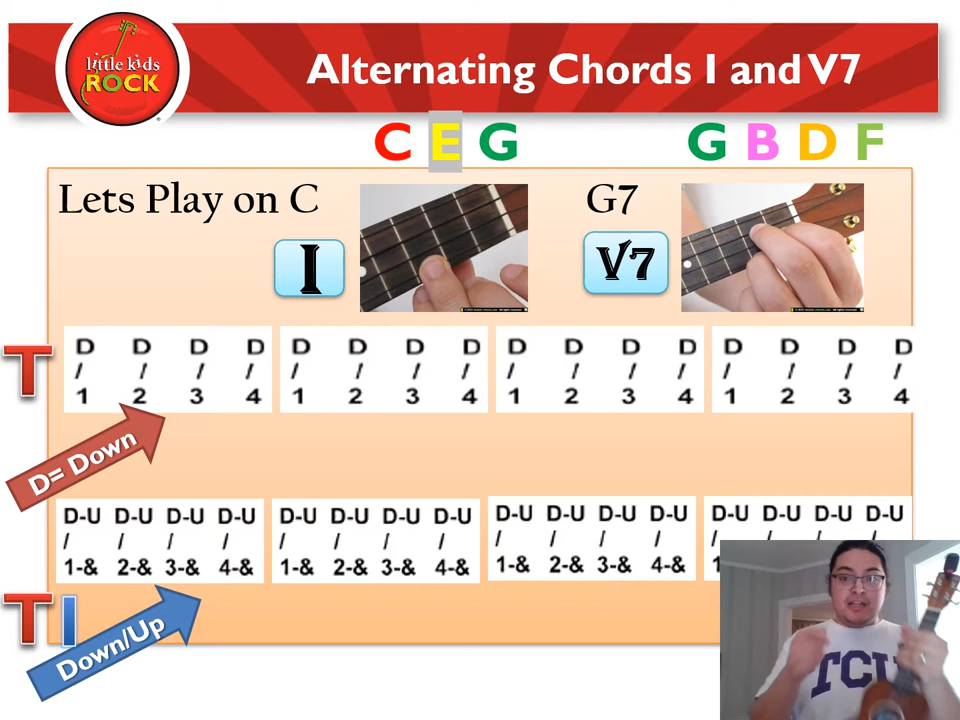 little kids
ROCK
Alternating Chords I and V7
C E G
G B D F
Lets Play on C
G7
I
V7
T
D D D D D D D D D D D D D D D D
/ / / / / / / / / / / / / / / /
1 2 3 4 1 2 3 4 1 2 3 4 1 2 3 4
D= Down
D-U D-U D-U D-U D-U D-U D-U D-U D-U D-U D-U D-U D-U D-U D-U D-U
/ / / / / / / / / / / / /
1-& 2-& 3-& 4-& 1-& 2-& 3-& 4-& 1-& 2-& 3-& 4-& 1
TI
Down/Up
TCU